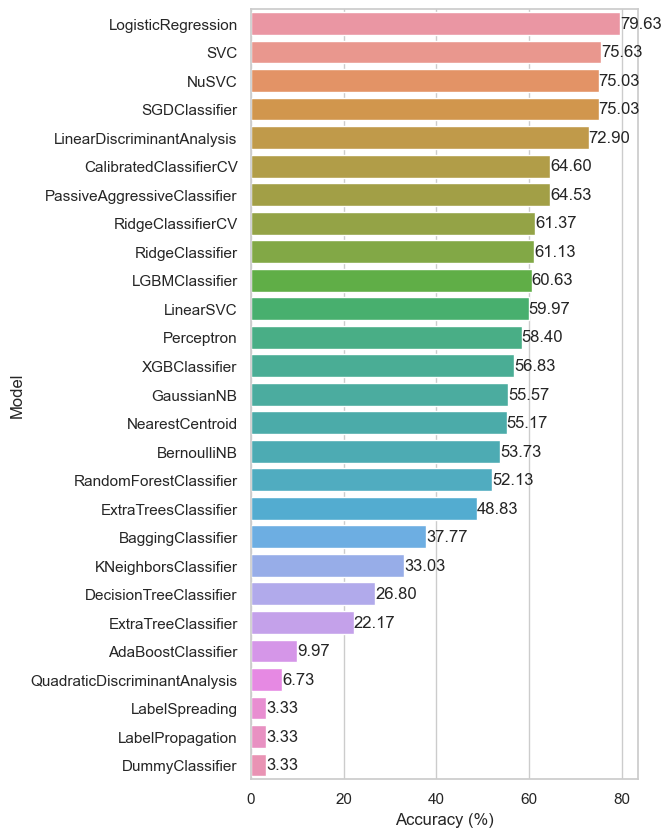 LogisticRegression 79.63
SVC 75.63
NuSVC 75.03
SGDClassifier 75.03
LinearDiscriminantAnalysis 72.90
CalibratedClassifierCV 64.60
PassiveAggressiveClassifier 64.53
RidgeClassifierCV 61.37
RidgeClassifier 61.13
LGBMClassifier 60.63
LinearSVC 59.97
Perceptron 58.40
XGBClassifier 56.83
GaussianNB 55.57
NearestCentroid 55.17
BernoulliNB 53.73
RandomForestClassifier 52.13
ExtraTreesClassifier 48.83
BaggingClassifier 37.77
KNeighborsClassifier 33.03
DecisionTreeClassifier 26.80
ExtraTreeClassifier 22.17
AdaBoostClassifier 9.97
QuadraticDiscriminantAnalysis 6.73
LabelSpreading 3.33
LabelPropagation 3.33
DummyClassifier 3.33
Model
0 20 40 60 80
Accuracy (%)